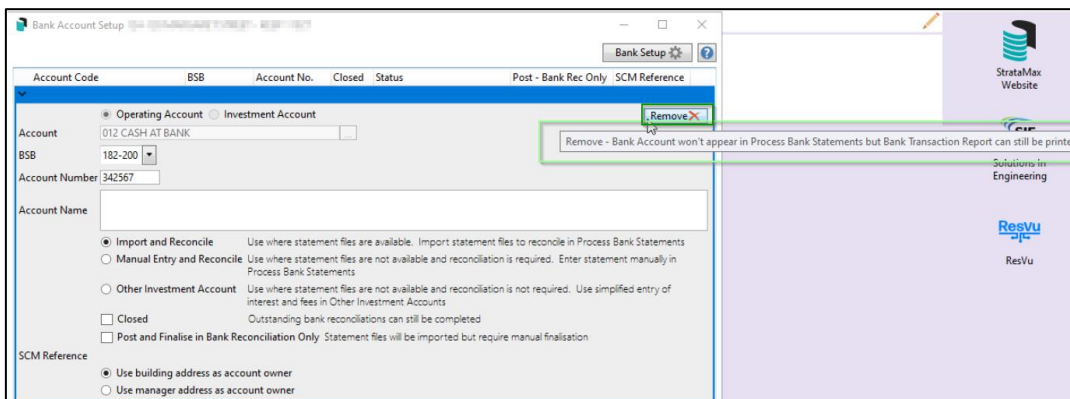 Bank Account Setup
Bank Setup
Account Code BSB Account No. Closed Status Post - Bank Rec Only SCM Reference
Operating Account Investment Account
Remove
Account 012 CASH AT BANK ...
Remove - Bank Account won't appear in Process Bank Statements but Bank Transaction Report can still be printe
BSB 182-200
Account Number 342567
Account Name
Import and Reconcile Use where statement files are available. Import statement files to reconcile in Process Bank Statements
Manual Entry and Reconcile Use where statement files are not available and reconciliation is required. Enter statement manually in
Process Bank Statements
Other Investment Account Use where statement files are not available and reconciliation is not required. Use simplified entry of
interest and fees in Other Investment Accounts
Closed Outstanding bank reconciliations can still be completed
Post and Finalise in Bank Reconciliation Only Statement files will be imported but require manual finalisation
SCM Reference
Use building address as account owner
Use manager address as account owner
StrataMax
Website
Solutions in
Engineering
ResVu
ResVu